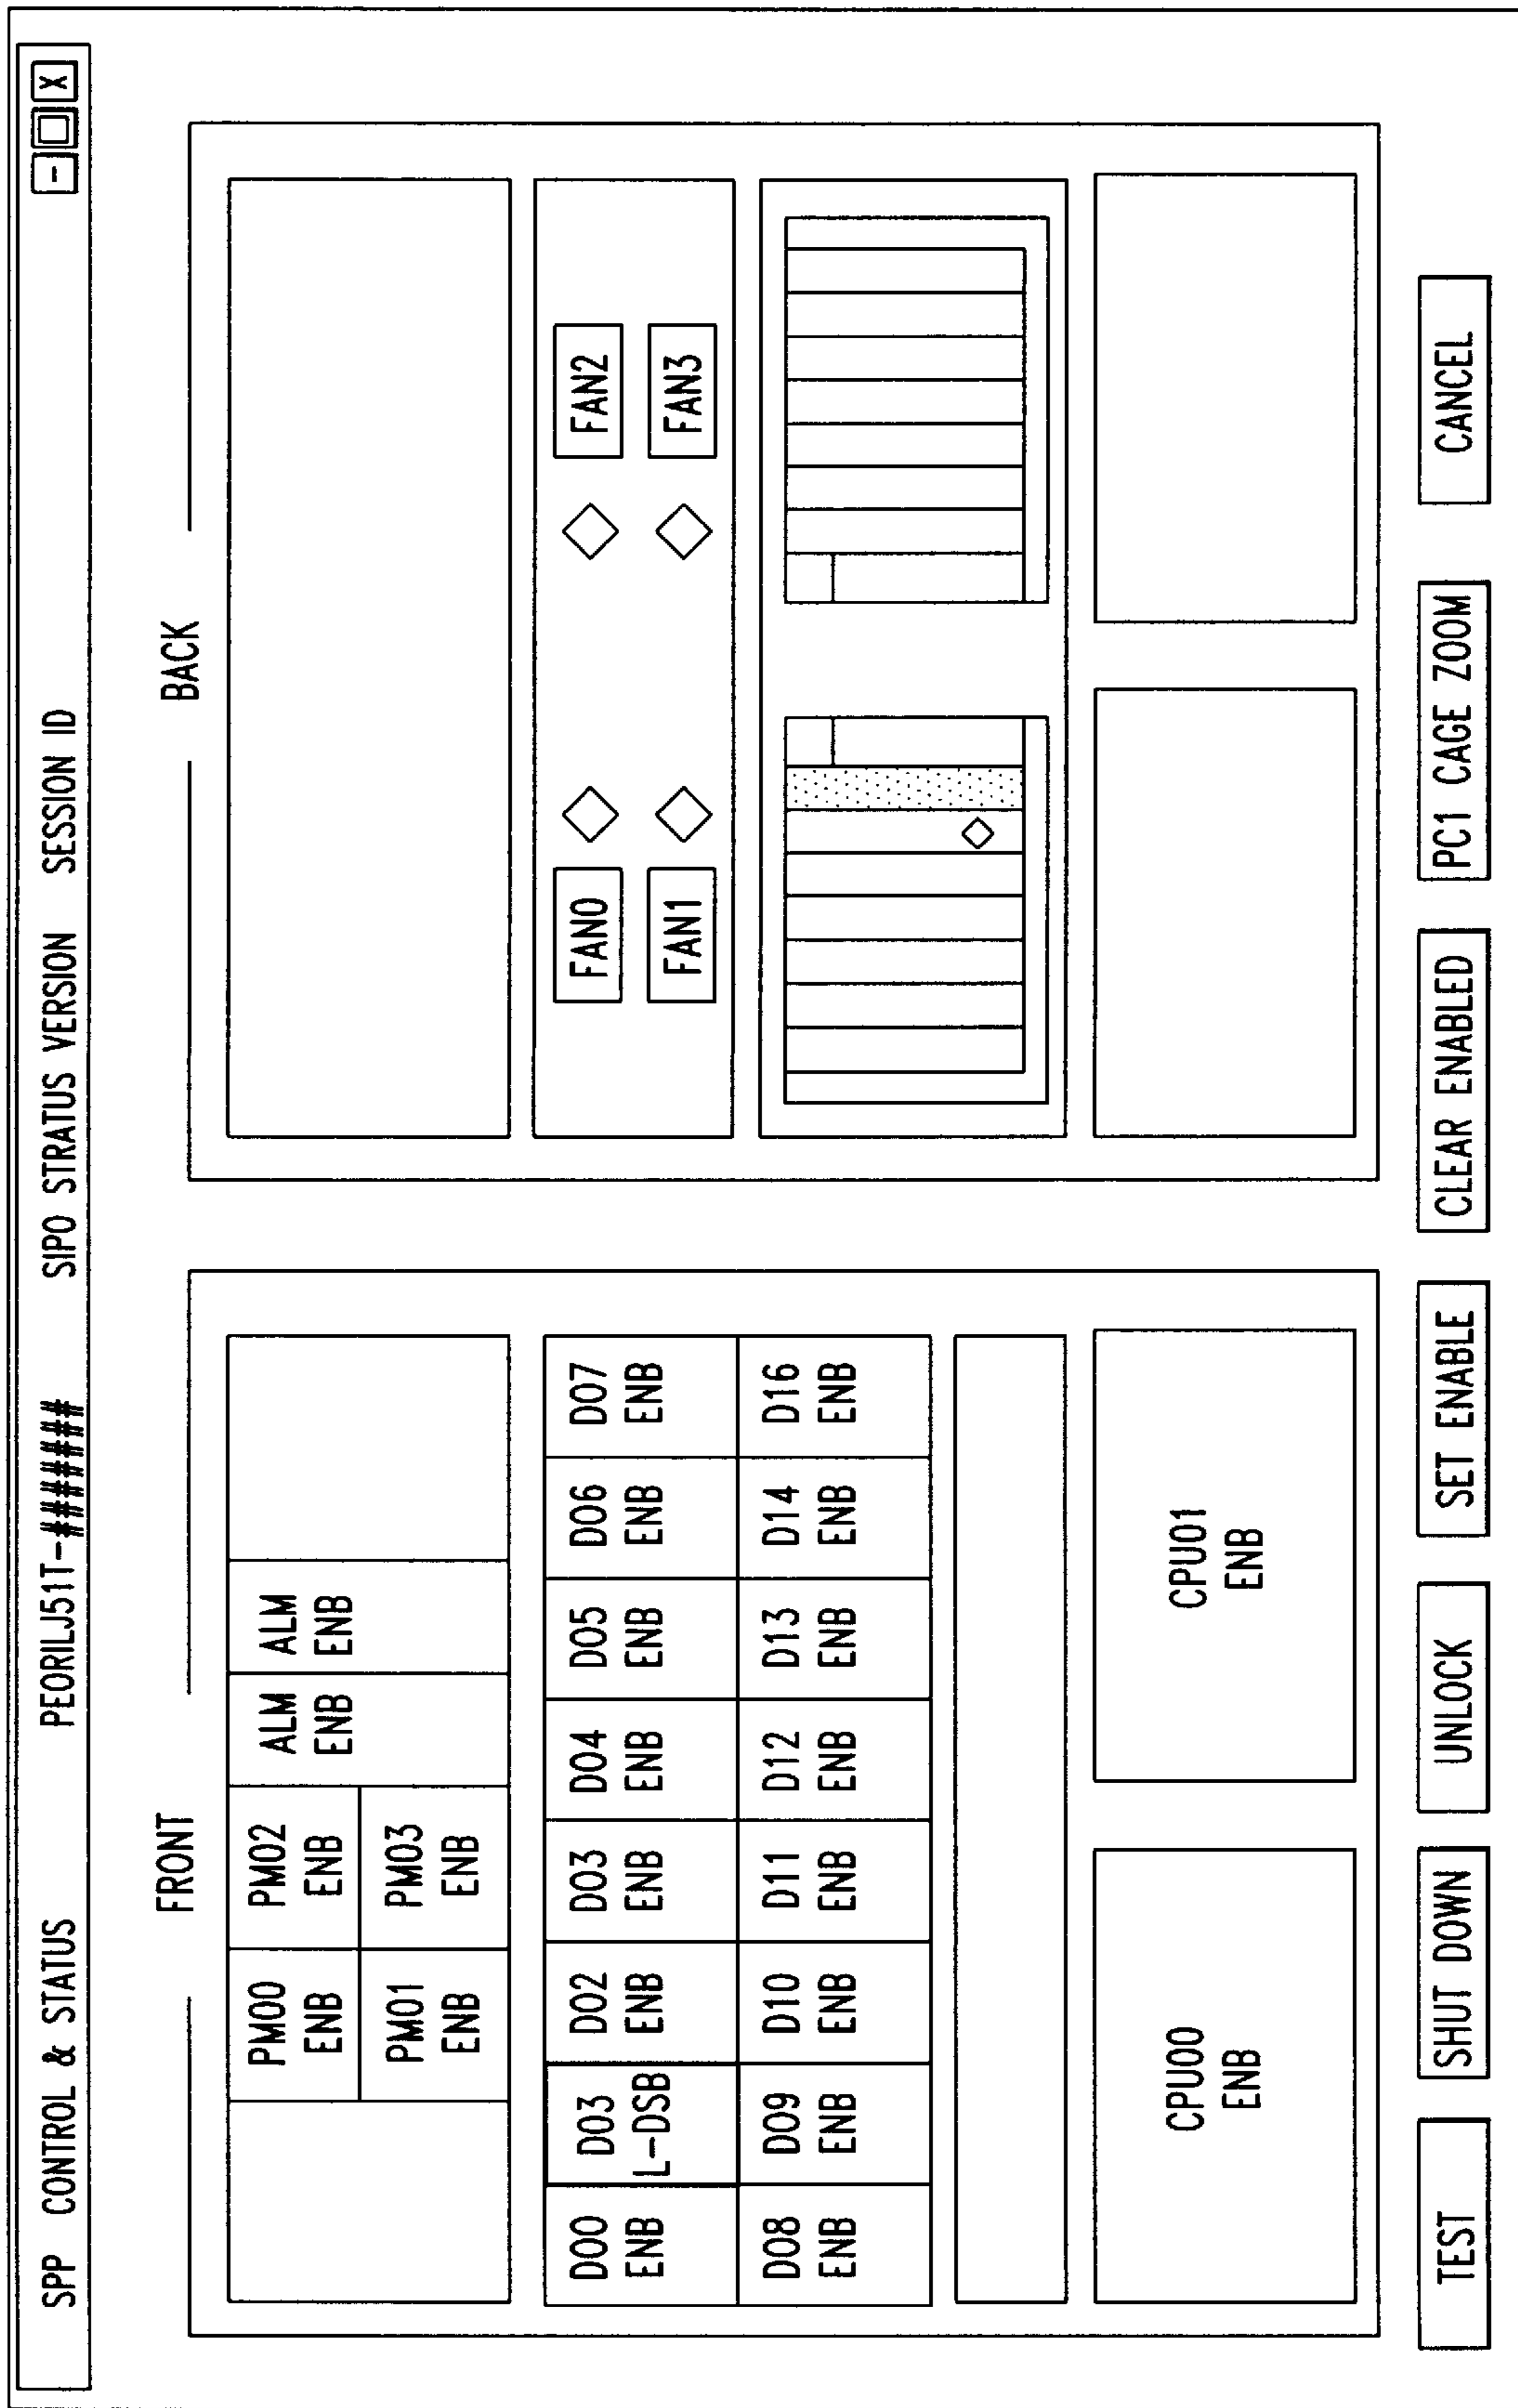 SPP CONTROL & STATUS PEORILJ51T-###### SIPO STRATUS VERSION SESSION ID - X
FRONT
PM00
ENB
PM02
ENB
ALM
ENB
ALM
ENB
PM01
ENB
PM03
ENB
D00
ENB
D03
L-DSB
D02
ENB
D03
ENB
D04
ENB
D05
ENB
D06
ENB
D07
ENB
D08
ENB
D09
ENB
D10
ENB
D11
ENB
D12
ENB
D13
ENB
D14
ENB
D16
ENB
CPU00
ENB
CPU01
ENB
BACK
FAN0
FAN2
FAN1
FAN3
TEST
SHUT DOWN
UNLOCK
SET ENABLE
CLEAR ENABLED
PC1 CAGE ZOOM
CANCEL